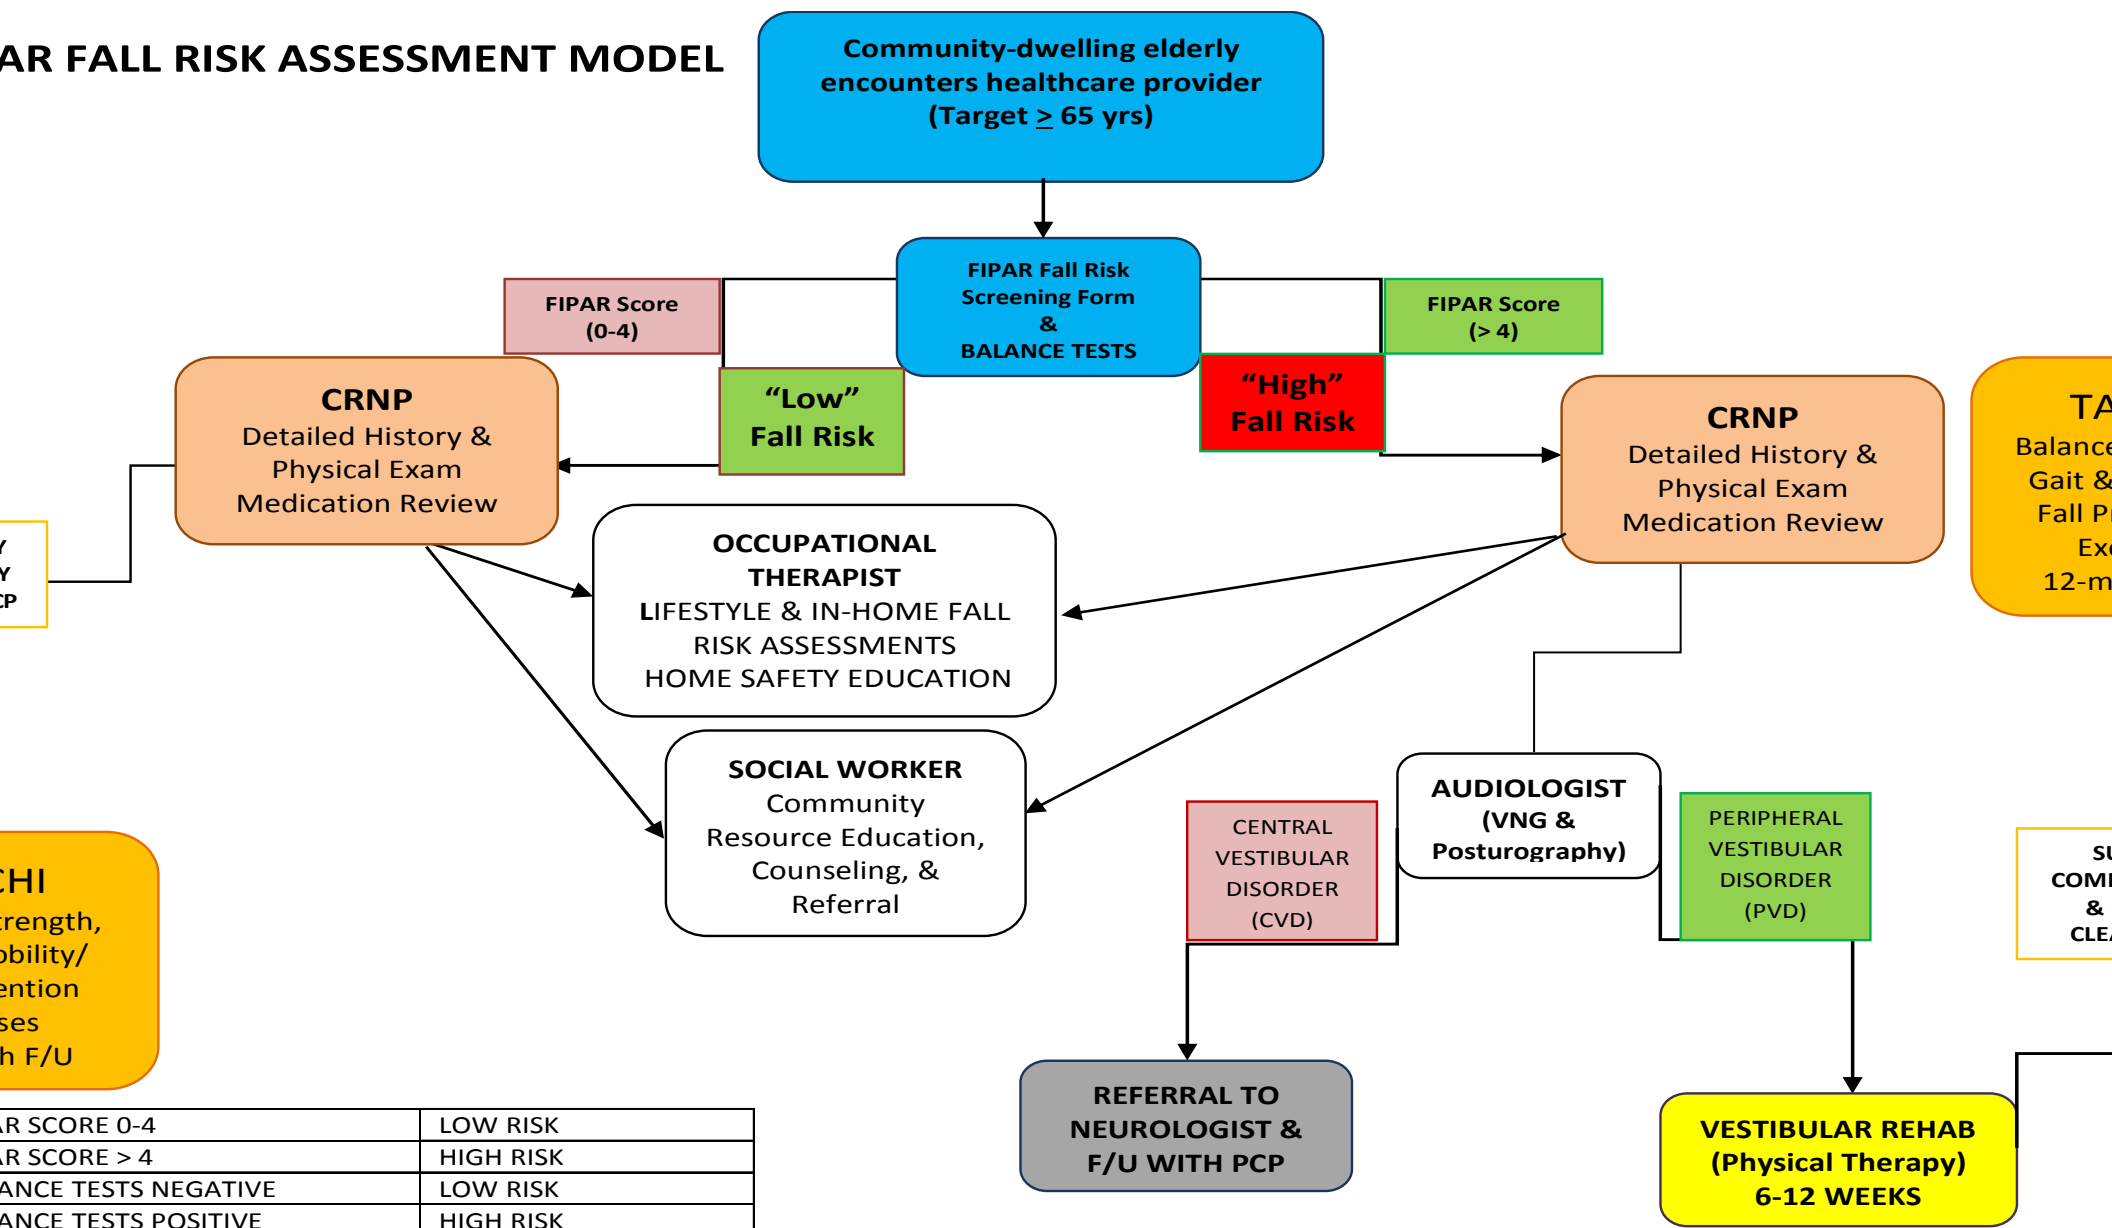 AR FALL RISK ASSESSMENT MODEL
Community-dwelling elderly
encounters healthcare provider
(Target ≥ 65 yrs)
FIPAR Fall Risk
Screening Form
&
BALANCE TESTS
FIPAR Score
(0-4)
FIPAR Score
(> 4)
“Low”
Fall Risk
“High”
Fall Risk
CRNP
Detailed History &
Physical Exam
Medication Review
CRNP
Detailed History &
Physical Exam
Medication Review
TA
Balance
Gait &
Fall Pr
Exe
12-m
Y
Y
CP
OCCUPATIONAL
THERAPIST
LIFESTYLE & IN-HOME FALL
RISK ASSESSMENTS
HOME SAFETY EDUCATION
SOCIAL WORKER
Community
Resource Education,
Counseling, &
Referral
AUDIOLOGIST
(VNG &
Posturography)
CENTRAL
VESTIBULAR
DISORDER
(CVD)
PERIPHERAL
VESTIBULAR
DISORDER
(PVD)
SU
COM
&
CLEA
CHI
trength,
obility/
ention
ses
h F/U
REFERRAL TO
NEUROLOGIST &
F/U WITH PCP
VESTIBULAR REHAB
(Physical Therapy)
6-12 WEEKS
AR SCORE 0-4 LOW RISK
AR SCORE > 4 HIGH RISK
ANCE TESTS NEGATIVE LOW RISK
ANCE TESTS POSITIVE HIGH RISK